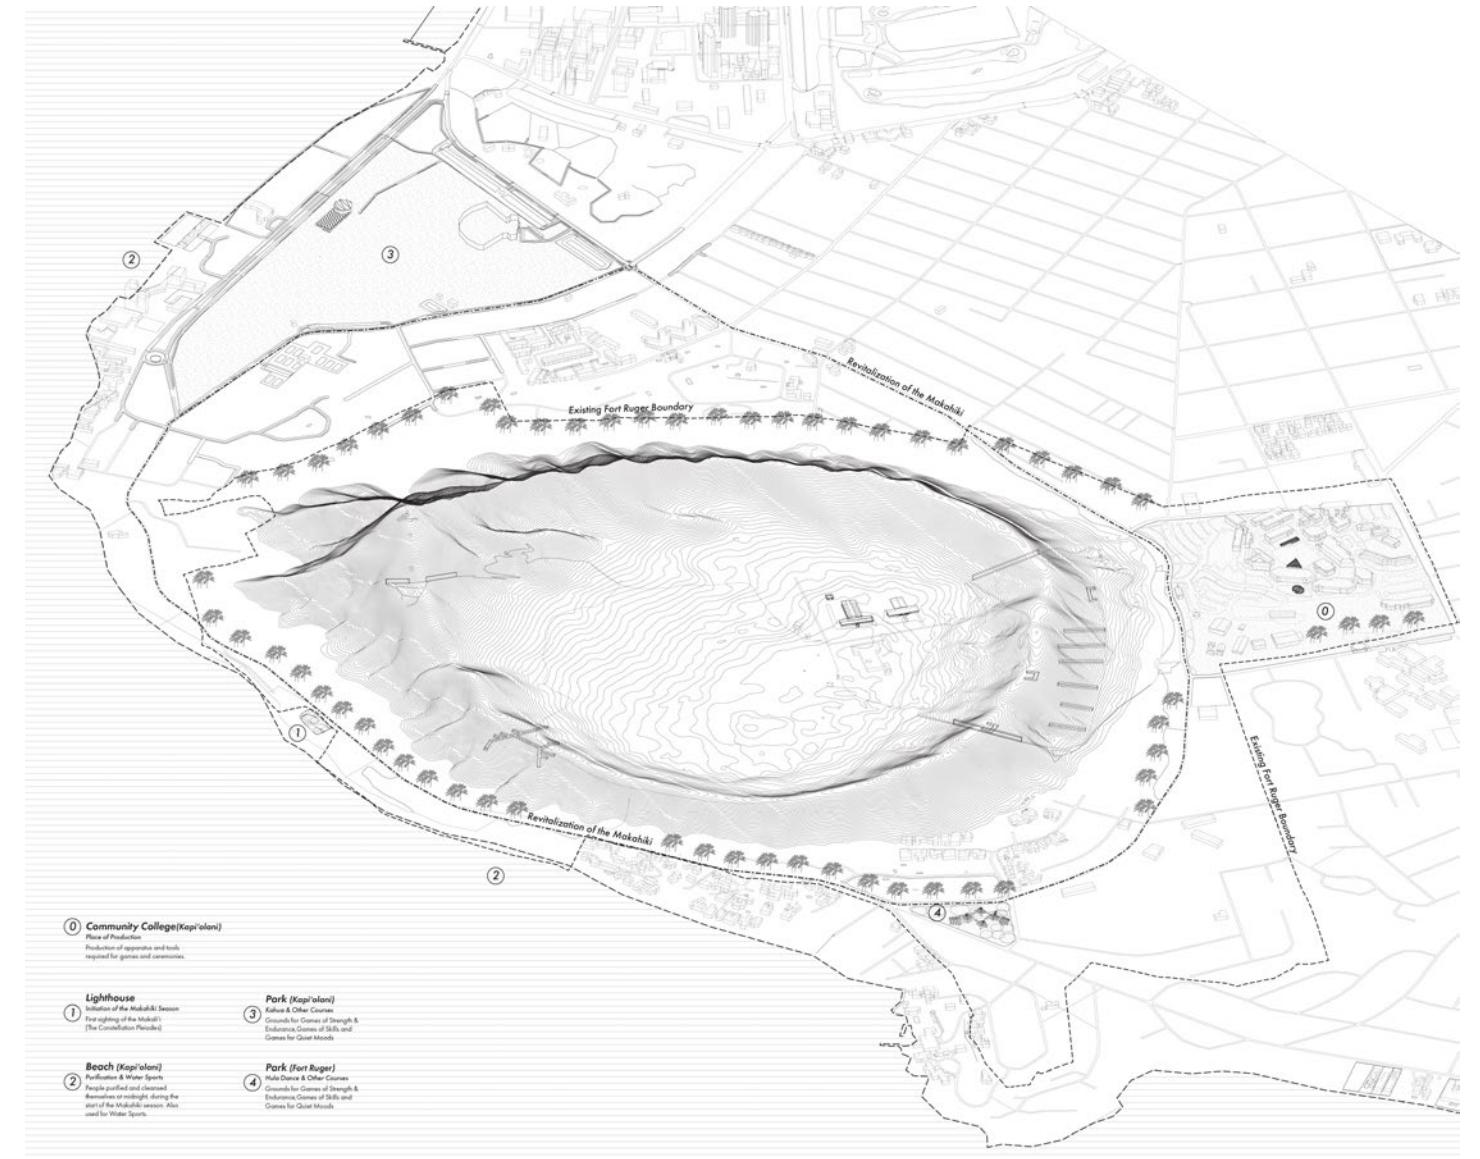 2
3
Revitalization of the Makahiki
Existing Fort Ruger Boundary
0
1
Existing Fort Ruger Boundary
Revitalization of the Makahiki
2
4
0 Community College(Kapi'olani)
Place of Production
Production of apparatus and tools
required for games and ceremonies.
1 Lighthouse
Initiation of the Makahiki Season
First sighting of the Makali'i
(The Constellation Pleiades)
2 Beach (Kapi'olani)
Purification & Water Sports
People purified and cleansed
themselves at midnight, during the
start of the Makahiki season. Also
used for Water Sports.
3 Park (Kapi'olani)
Kahua & Other Courses
Grounds for Games of Strength &
Endurance,Games of Skills and
Games for Quiet Moods
4 Park (Fort Ruger)
Hula Dance & Other Courses
Grounds for Games of Strength &
Endurance,Games of Skills and
Games for Quiet Moods